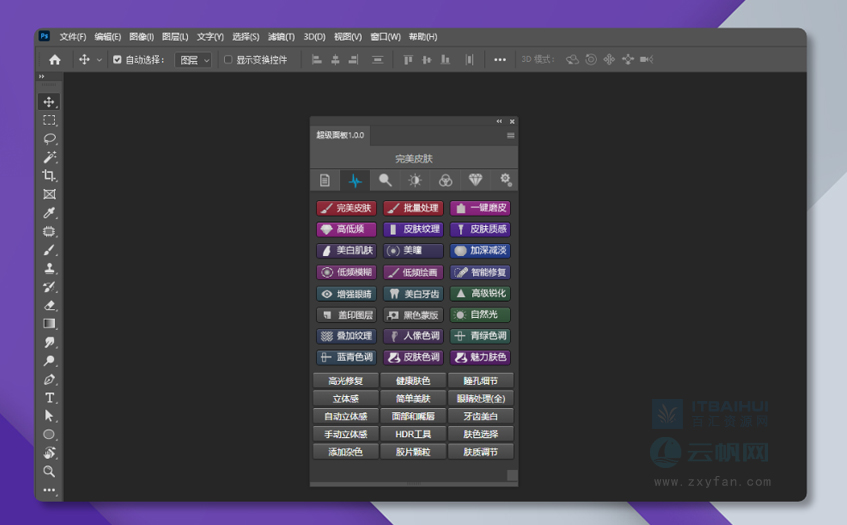 Ps 文件(F) 编辑(E) 图像(I) 图层(L) 文字(Y) 选择(S) 滤镜(T) 3D(D) 视图(V) 窗口(W) 帮助(H)
自动选择： 图层 显示变换控件 3D 模式：
超级面板1.0.0
完美皮肤
完美皮肤 批量处理 一键磨皮
高低频 皮肤纹理 皮肤质感
美白肌肤 美瞳 加深减淡
低频模糊 低频绘画 智能修复
增强眼睛 美白牙齿 高级锐化
盖印图层 黑色蒙版 自然光
叠加纹理 人像色调 青绿色调
蓝青色调 皮肤色调 魅力肤色
高光修复 健康肤色 瞳孔细节
立体感 简单美肤 眼睛处理(全)
自动立体感 面部和嘴唇 牙齿美白
手动立体感 HDR工具 肤色选择
添加杂色 胶片颗粒 肤质调节
ITBAIHUI
百汇资源网
云帆网
www.zxyfan.com